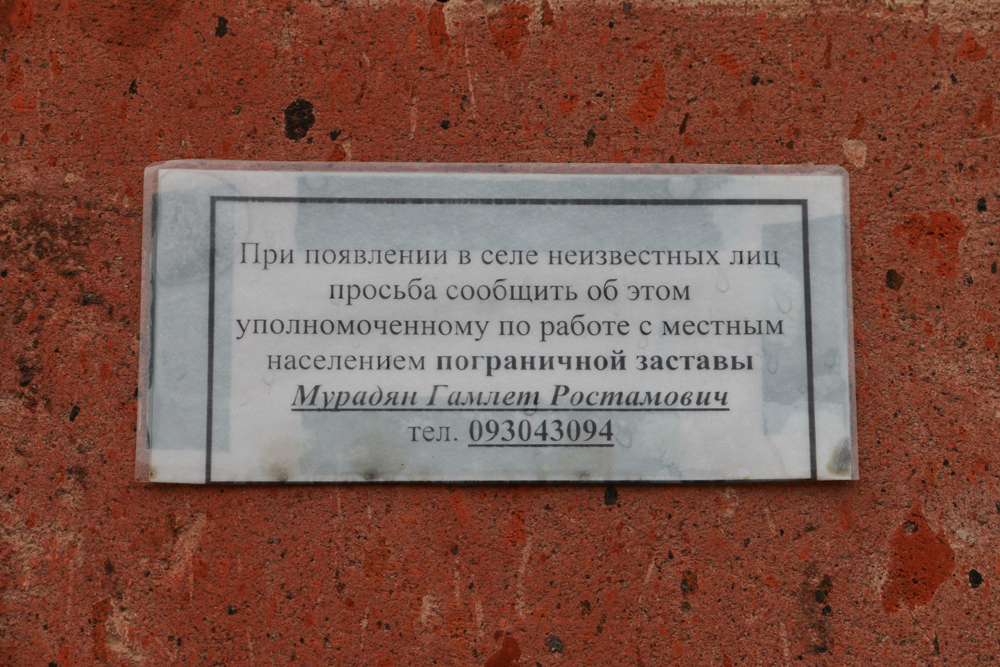 При появлении в селе неизвестных лиц
просьба сообщить об этом
уполномоченному по работе с местным
населением пограничной заставы
Мурадян Гамлет Ростамович
тел. 093043094